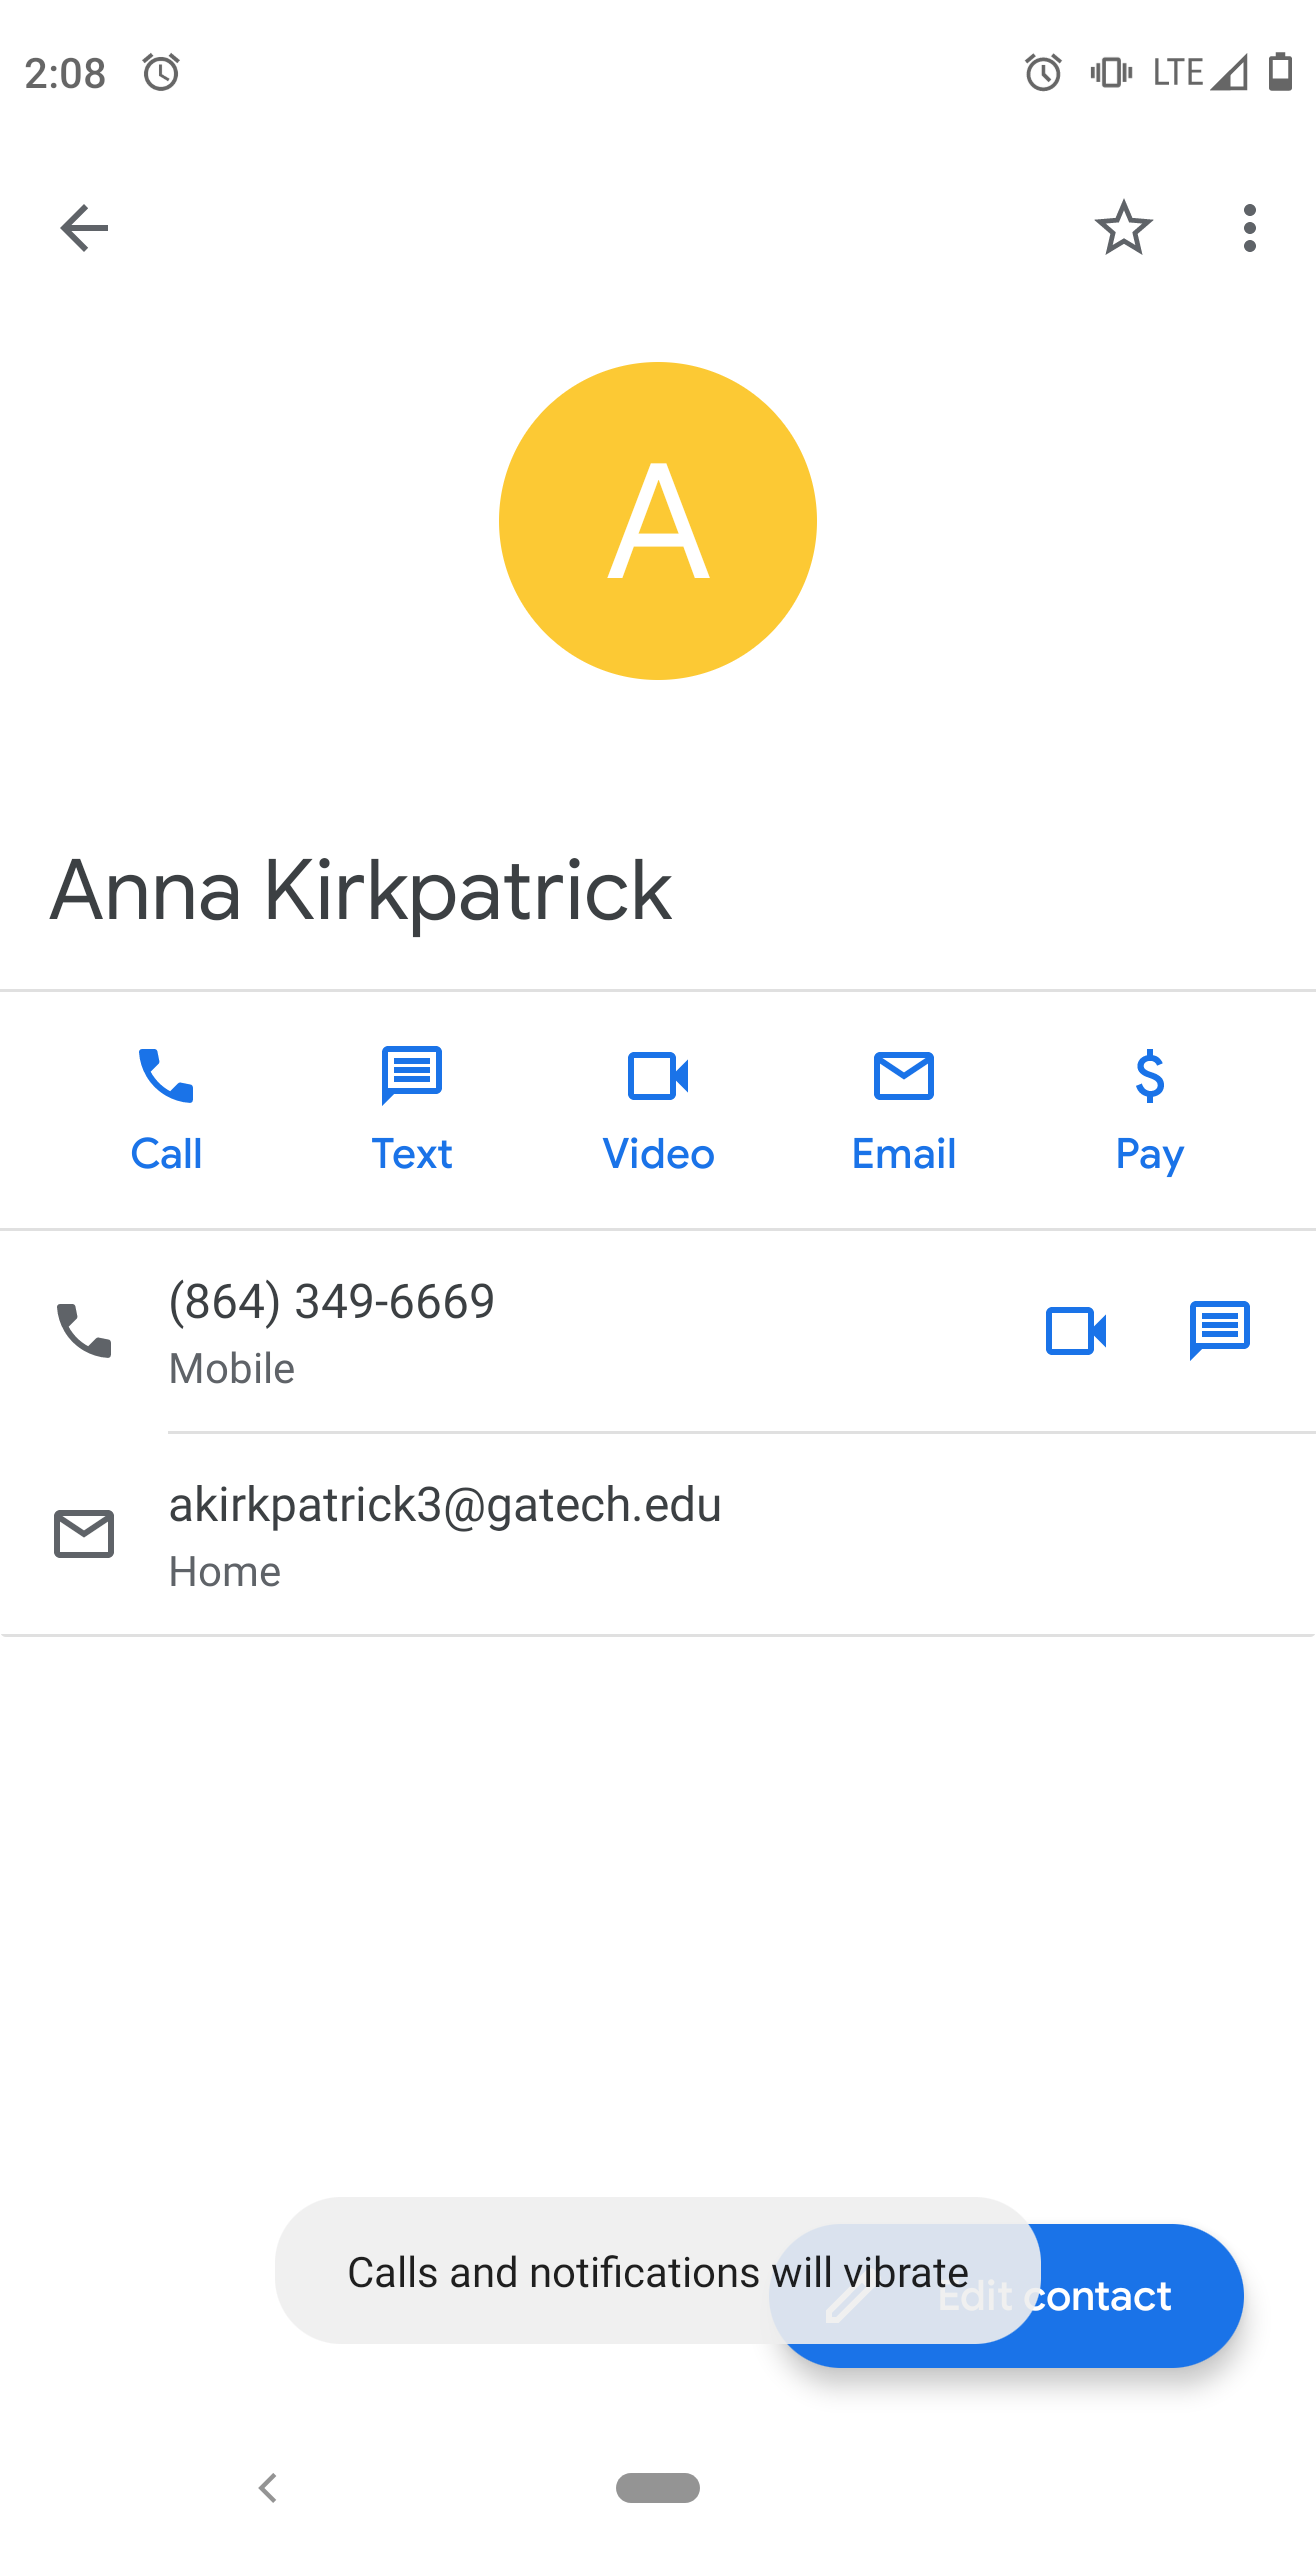 2:08 LTE
A
Anna Kirkpatrick
Call Text Video Email Pay
(864) 349-6669
Mobile
akirkpatrick3@gatech.edu
Home
Calls and notifications will vibrate
Edit contact